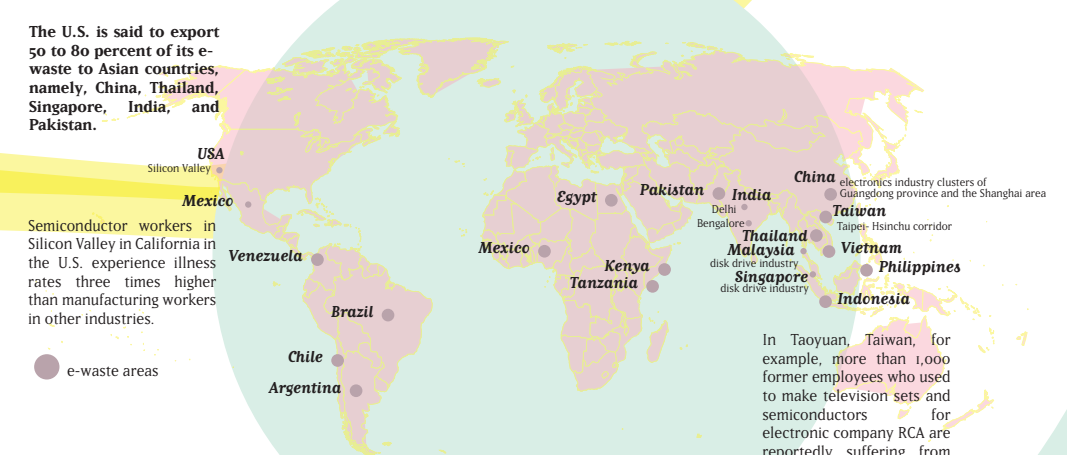 The U.S. is said to export
50 to 80 percent of its e-
waste to Asian countries,
namely, China, Thailand,
Singapore, India, and
Pakistan.
USA
Silicon Valley
Mexico
Semiconductor workers in
Silicon Valley in California in
the U.S. experience illness
rates three times higher
than manufacturing workers
in other industries.
e-waste areas
Venezuela
Brazil
Chile
Argentina
Egypt
Mexico
Kenya
Tanzania
Pakistan
India
Delhi
Bengalore
China
electronics industry clusters of
Guangdong province and the Shanghai area
Taiwan
Taipei- Hsinchu corridor
Thailand
Vietnam
Malaysia
disk drive industry
Philippines
Singapore
disk drive industry
Indonesia
In Taoyuan, Taiwan, for
example, more than 1,000
former employees who used
to make television sets and
semiconductors for
electronic company RCA are
reportedly suffering from